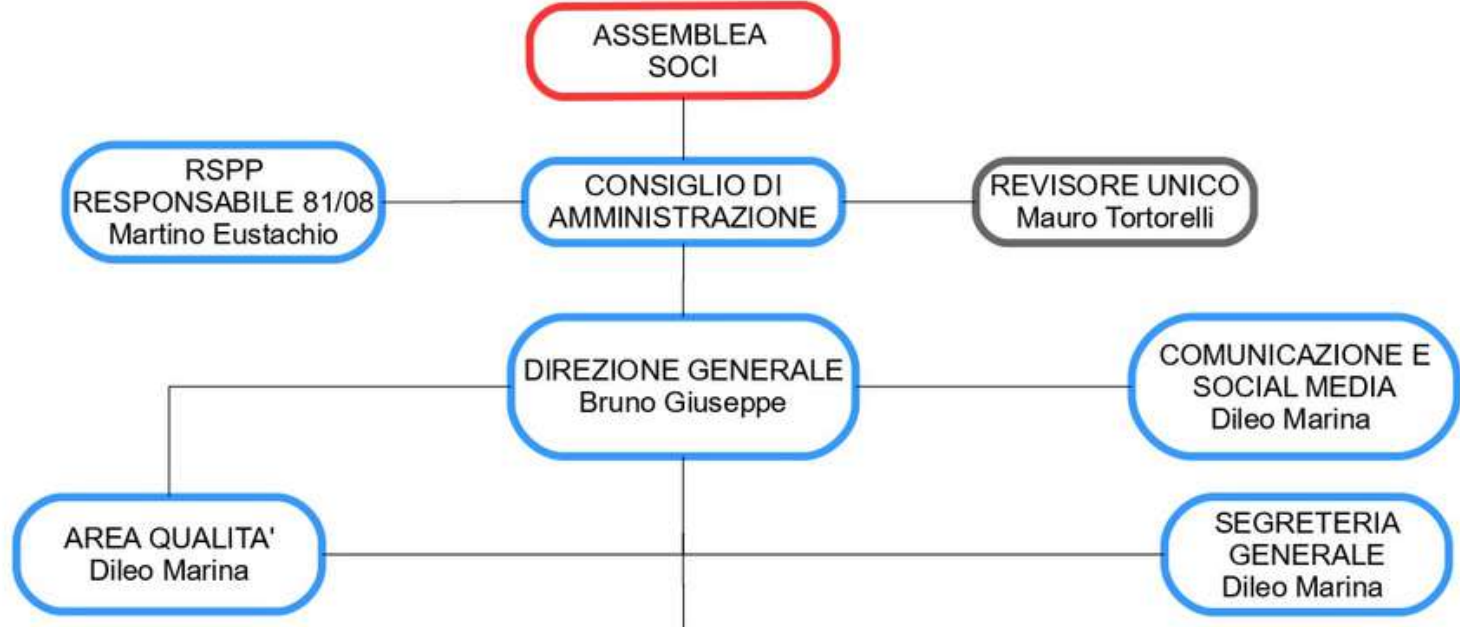 ASSEMBLEA
SOCI
RSPP
RESPONSABILE 81/08
Martino Eustachio
CONSIGLIO DI
AMMINISTRAZIONE
REVISORE UNICO
Mauro Tortorelli
DIREZIONE GENERALE
Bruno Giuseppe
COMUNICAZIONE E
SOCIAL MEDIA
Dileo Marina
AREA QUALITA'
Dileo Marina
SEGRETERIA
GENERALE
Dileo Marina